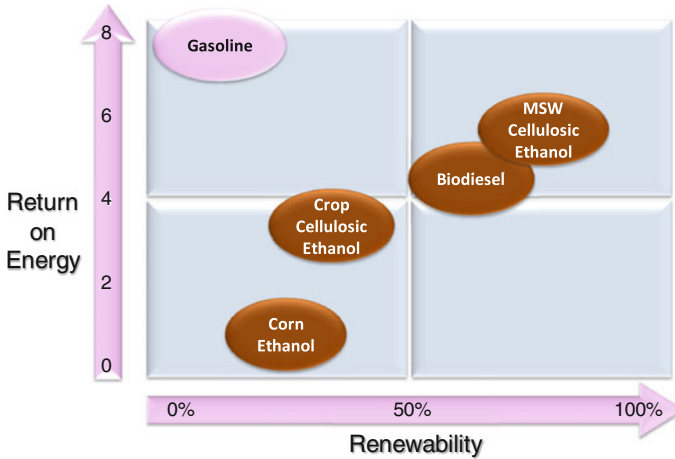 8
Gasoline
6
MSW
Cellulosic
Ethanol
Biodiesel
4
Return
on
Energy
Crop
Cellulosic
Ethanol
2
Corn
Ethanol
0
0%
50%
100%
Renewability